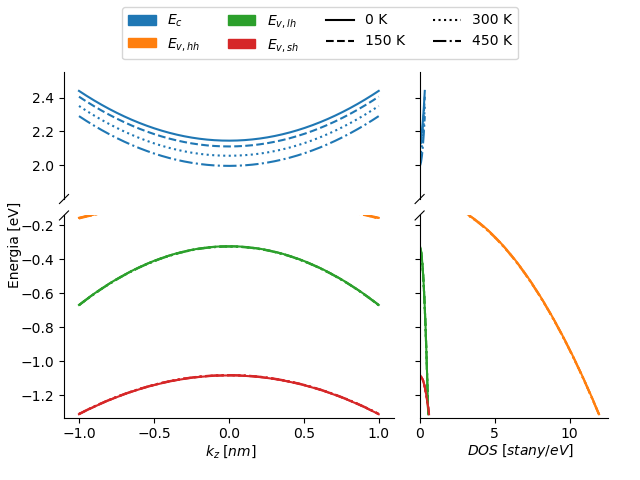 E_c E_{v,lh} 0 K 300 K
E_{v,hh} E_{v,sh} 150 K 450 K
2.4
2.2
2.0
−0.2
−0.4
−0.6
−0.8
−1.0
−1.2
Energia [eV]
−1.0 −0.5 0.0 0.5 1.0
0 5 10
k_z [nm]
DOS [stany/eV]